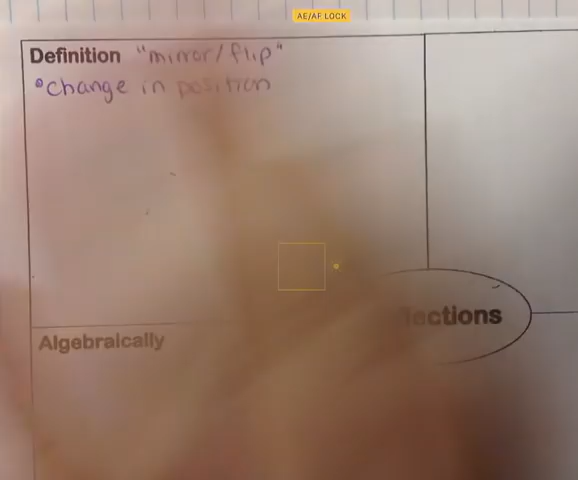 AE/AF LOCK
Definition "mirror/flip"
change in position
Algebraically